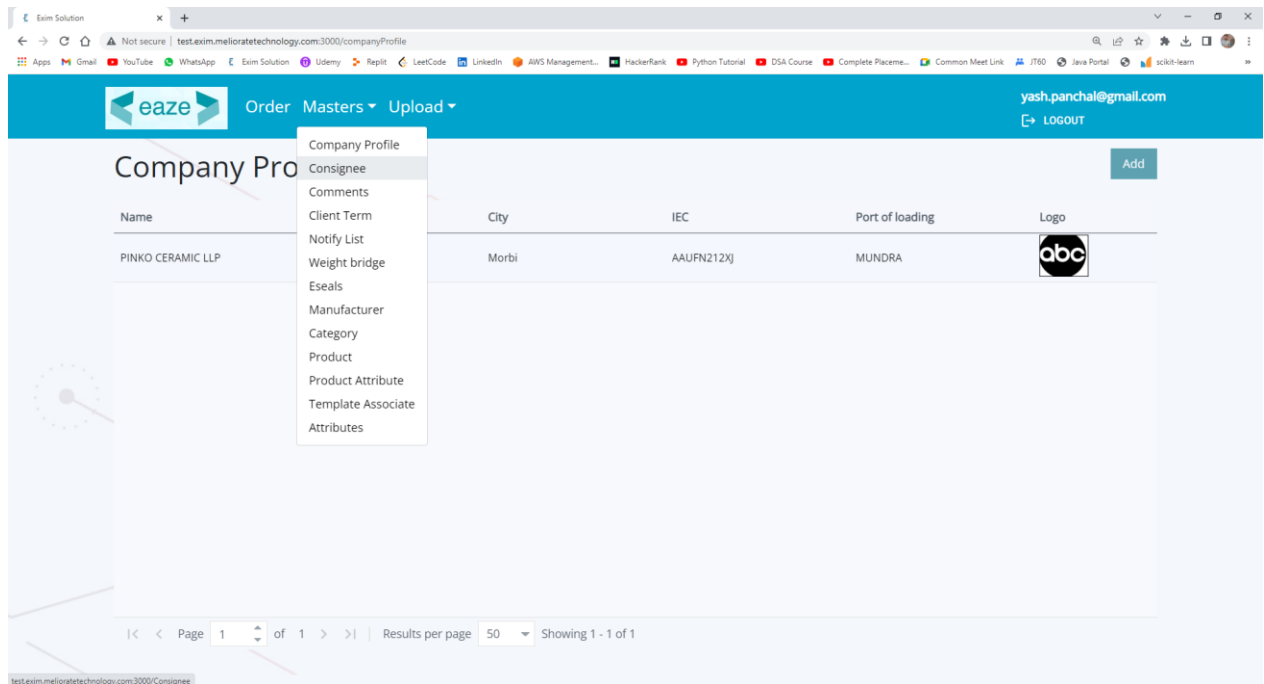 Exim Solution
Not secure | test.exim.melioratetechnology.com:3000/companyProfile
Apps Gmail YouTube WhatsApp Exim Solution Udemy Replit LeetCode LinkedIn AWS Management... HackerRank Python Tutorial DSA Course Complete Placeme... Common Meet Link JT60 Java Portal scikit-learn »
eaze Order Masters Upload
yash.panchal@gmail.com
LOGOUT
Company Pro
Add
Company Profile
Consignee
Comments
Client Term
Notify List
Weight bridge
Eseals
Manufacturer
Category
Product
Product Attribute
Template Associate
Attributes
Name City IEC Port of loading Logo
PINKO CERAMIC LLP Morbi AAUFN212XJ MUNDRA abc
|< < Page 1 of 1 > >| Results per page 50 Showing 1 - 1 of 1
test.exim.melioratetechnology.com:3000/Consignee